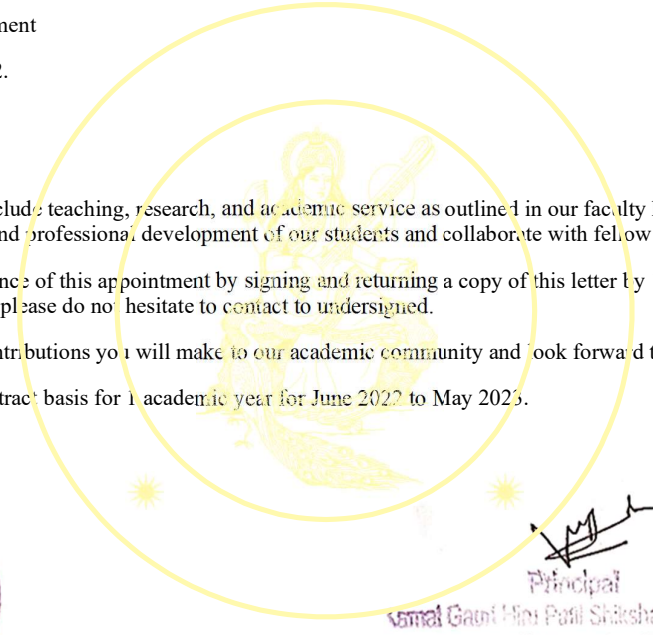 ment
2.
clude teaching, research, and academic service as outlined in our faculty
nd professional development of our students and collaborate with fellow
nce of this appointment by signing and returning a copy of this letter by
please do not hesitate to contact to undersigned.
ntributions you will make to our academic community and look forward t
tract basis for 1 academic year for June 2022 to May 2023.
Principal
Kamal Gauri Hiru Patil Shiksha